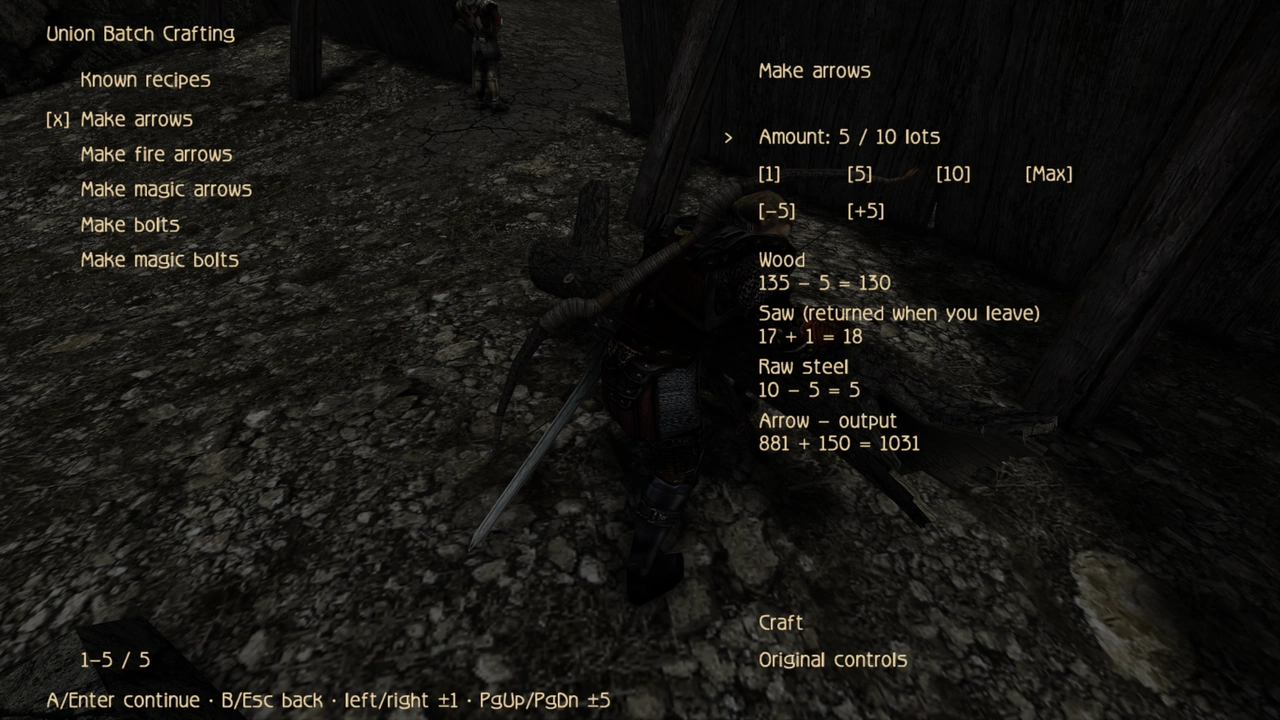 Union Batch Crafting
Known recipes
[x] Make arrows
Make fire arrows
Make magic arrows
Make bolts
Make magic bolts
1–5 / 5
Make arrows
> Amount: 5 / 10 lots
[1] [5] [10] [Max]
[–5] [+5]
Wood
135 – 5 = 130
Saw (returned when you leave)
17 + 1 = 18
Raw steel
10 – 5 = 5
Arrow – output
881 + 150 = 1031
Craft
Original controls
A/Enter continue · B/Esc back · left/right ±1 · PgUp/PgDn ±5